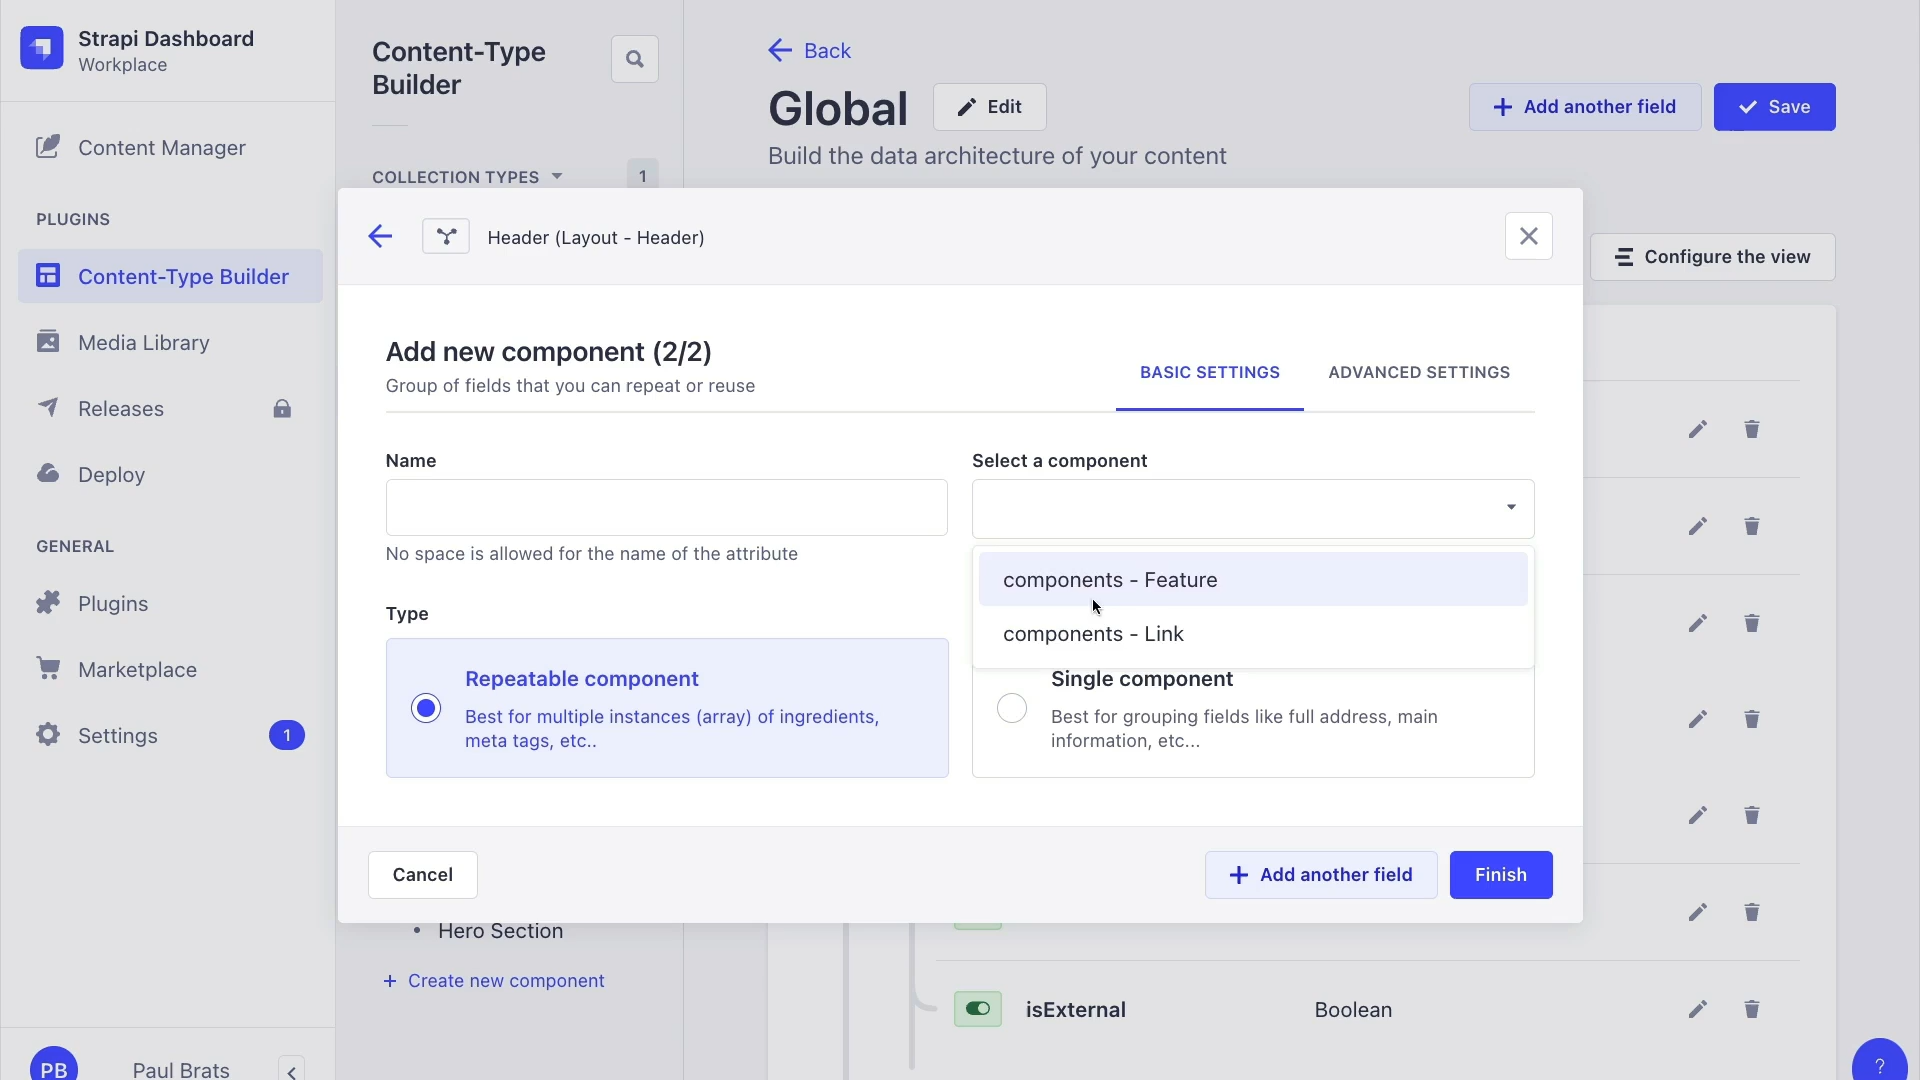 Strapi Dashboard
Workplace
Content Manager
PLUGINS
Content-Type Builder
Media Library
Releases
Deploy
GENERAL
Plugins
Marketplace
Settings
1
PB
Paul Brats
Content-Type
Builder
COLLECTION TYPES
1
Hero Section
Create new component
Back
Global
Edit
Add another field
Save
Build the data architecture of your content
Configure the view
Header (Layout - Header)
Add new component (2/2)
Group of fields that you can repeat or reuse
BASIC SETTINGS
ADVANCED SETTINGS
Name
No space is allowed for the name of the attribute
Select a component
components - Feature
components - Link
Type
Repeatable component
Best for multiple instances (array) of ingredients,
meta tags, etc..
Single component
Best for grouping fields like full address, main
information, etc...
Cancel
Add another field
Finish
isExternal
Boolean
?